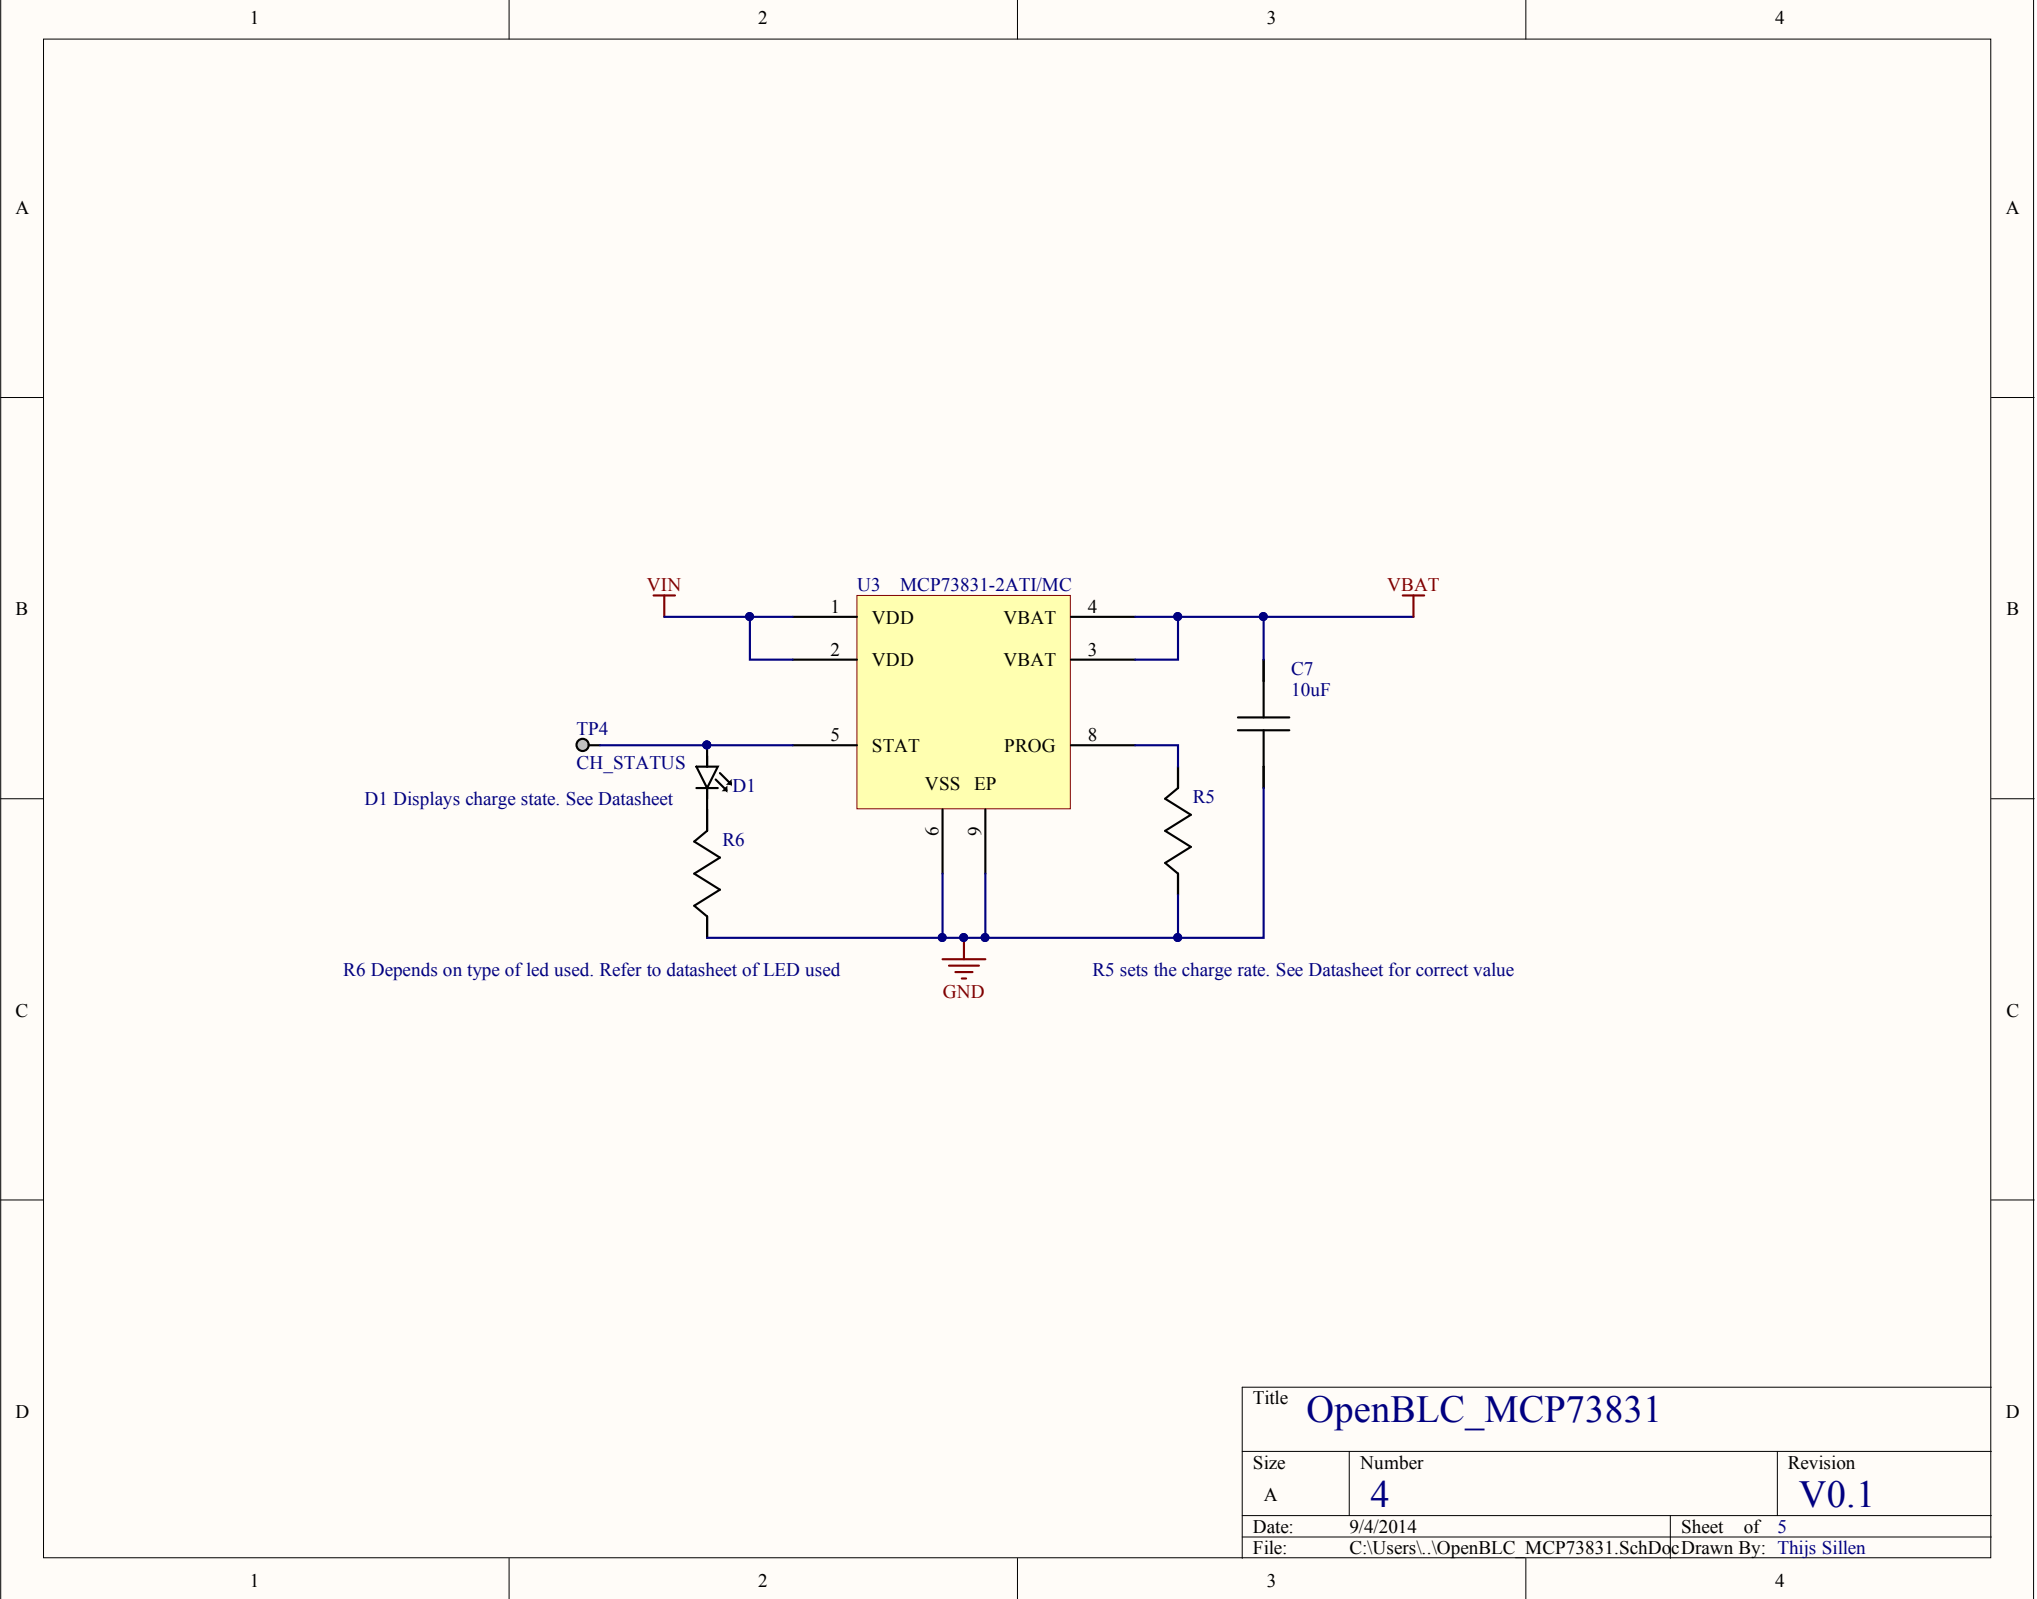 1 2 3 4
A A
VIN U3 MCP73831-2ATI/MC VBAT
B B
1 VDD VBAT 4
2 VDD VBAT 3
C7
10uF
TP4
5 STAT PROG 8
CH_STATUS
VSS EP
D1
D1 Displays charge state. See Datasheet
R5
6 9
R6
R6 Depends on type of led used. Refer to datasheet of LED used
R5 sets the charge rate. See Datasheet for correct value
GND
C C
Title OpenBLC_MCP73831
D D
Size Number Revision
A 4 V0.1
Date: 9/4/2014 Sheet of 5
File: C:\Users\..\OpenBLC_MCP73831.SchDoc Drawn By: Thijs Sillen
1 2 3 4